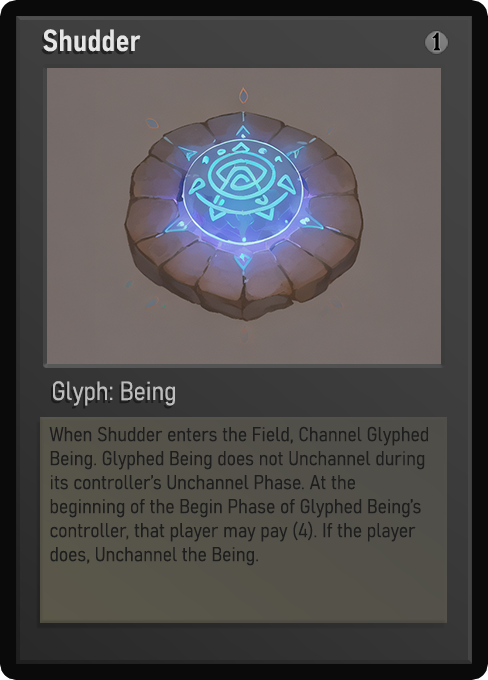 Shudder
1
Glyph: Being
When Shudder enters the Field, Channel Glyphed
Being. Glyphed Being does not Unchannel during
its controller's Unchannel Phase. At the
beginning of the Begin Phase of Glyphed Being's
controller, that player may pay (4). If the player
does, Unchannel the Being.